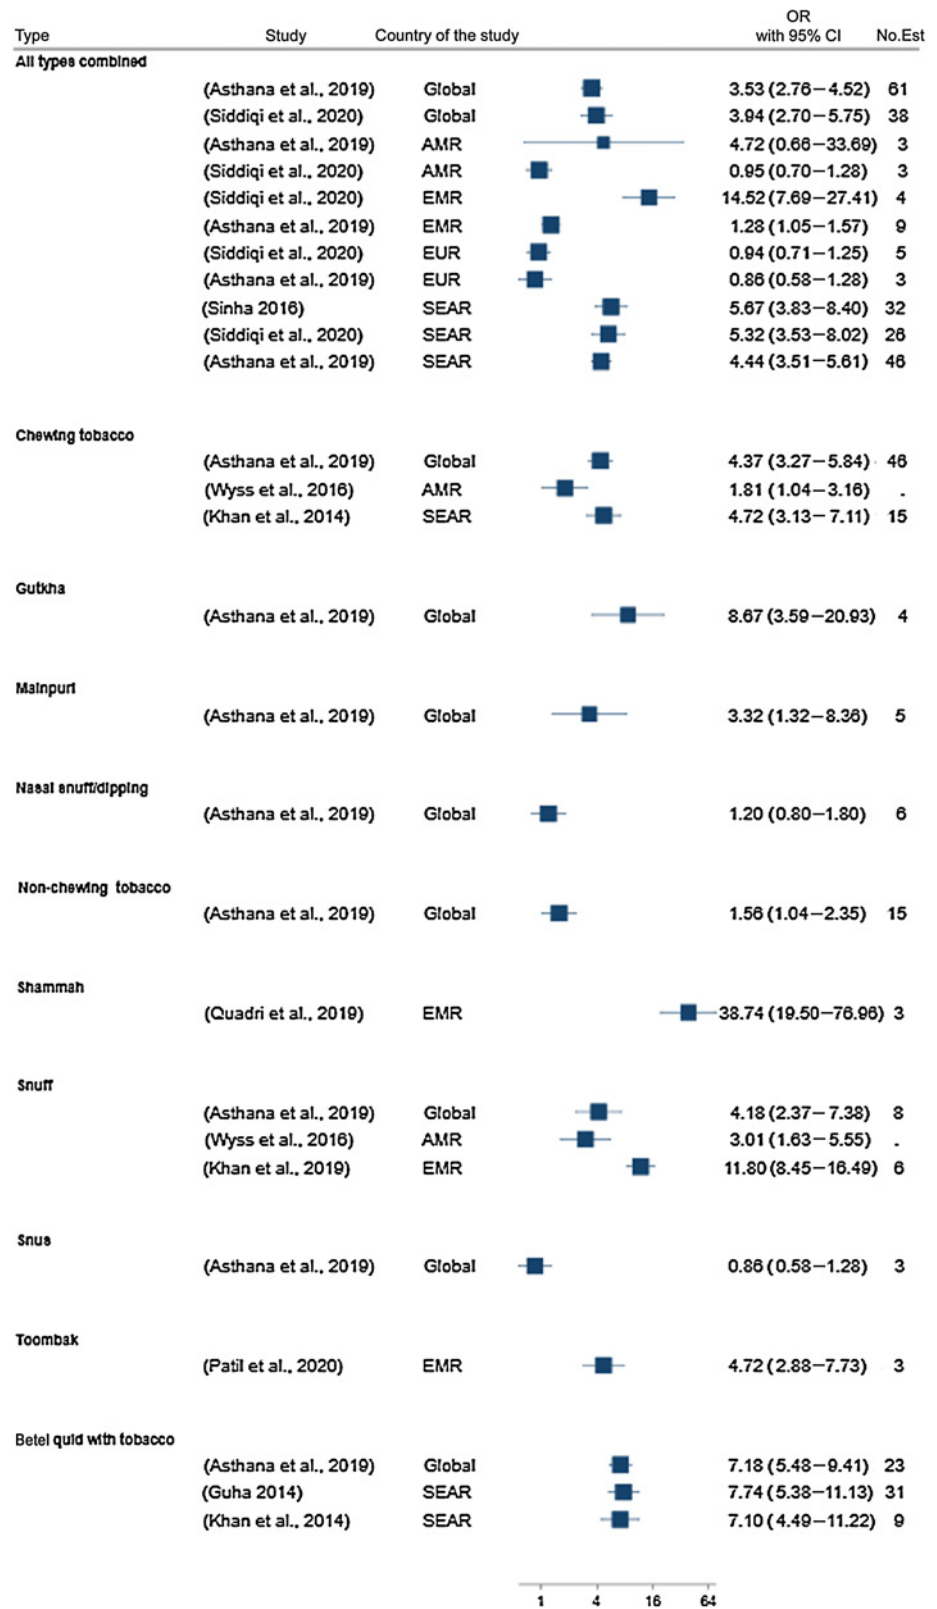 OR
Type Study Country of the study with 95% CI No.Est
All types combined
(Asthana et al., 2019) Global 3.53 (2.76–4.52) 61
(Siddiqi et al., 2020) Global 3.94 (2.70–5.75) 38
(Asthana et al., 2019) AMR 4.72 (0.66–33.69) 3
(Siddiqi et al., 2020) AMR 0.95 (0.70–1.28) 3
(Siddiqi et al., 2020) EMR 14.52 (7.69–27.41) 4
(Asthana et al., 2019) EMR 1.28 (1.05–1.57) 9
(Siddiqi et al., 2020) EUR 0.94 (0.71–1.25) 5
(Asthana et al., 2019) EUR 0.86 (0.58–1.28) 3
(Sinha 2016) SEAR 5.67 (3.83–8.40) 32
(Siddiqi et al., 2020) SEAR 5.32 (3.53–8.02) 26
(Asthana et al., 2019) SEAR 4.44 (3.51–5.61) 46
Chewing tobacco
(Asthana et al., 2019) Global 4.37 (3.27–5.84) 46
(Wyss et al., 2016) AMR 1.81 (1.04–3.16) .
(Khan et al., 2014) SEAR 4.72 (3.13–7.11) 15
Gutkha
(Asthana et al., 2019) Global 8.67 (3.59–20.93) 4
Mainpuri
(Asthana et al., 2019) Global 3.32 (1.32–8.36) 5
Nasal snuff/dipping
(Asthana et al., 2019) Global 1.20 (0.80–1.80) 6
Non-chewing tobacco
(Asthana et al., 2019) Global 1.56 (1.04–2.35) 15
Shammah
(Quadri et al., 2019) EMR 38.74 (19.50–76.96) 3
Snuff
(Asthana et al., 2019) Global 4.18 (2.37–7.38) 8
(Wyss et al., 2016) AMR 3.01 (1.63–5.55) .
(Khan et al., 2019) EMR 11.80 (8.45–16.49) 6
Snus
(Asthana et al., 2019) Global 0.86 (0.58–1.28) 3
Toombak
(Patil et al., 2020) EMR 4.72 (2.88–7.73) 3
Betel quid with tobacco
(Asthana et al., 2019) Global 7.18 (5.48–9.41) 23
(Guha 2014) SEAR 7.74 (5.38–11.13) 31
(Khan et al., 2014) SEAR 7.10 (4.49–11.22) 9
1 4 16 64